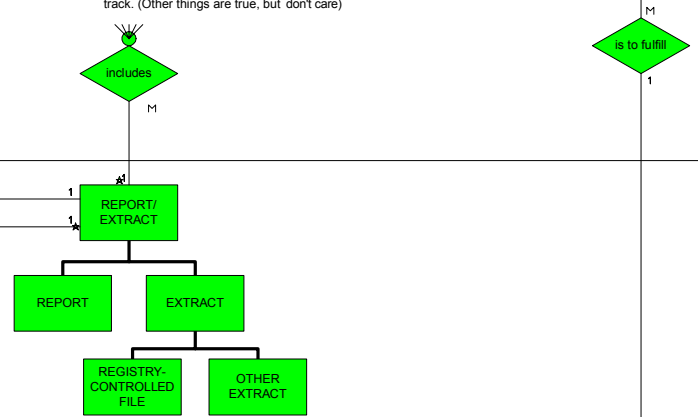 track. (Other things are true, but don't care)
M
includes
is to fulfill
1
M
1
1
REPORT/
EXTRACT
1
REPORT
EXTRACT
REGISTRY-
CONTROLLED
FILE
OTHER
EXTRACT